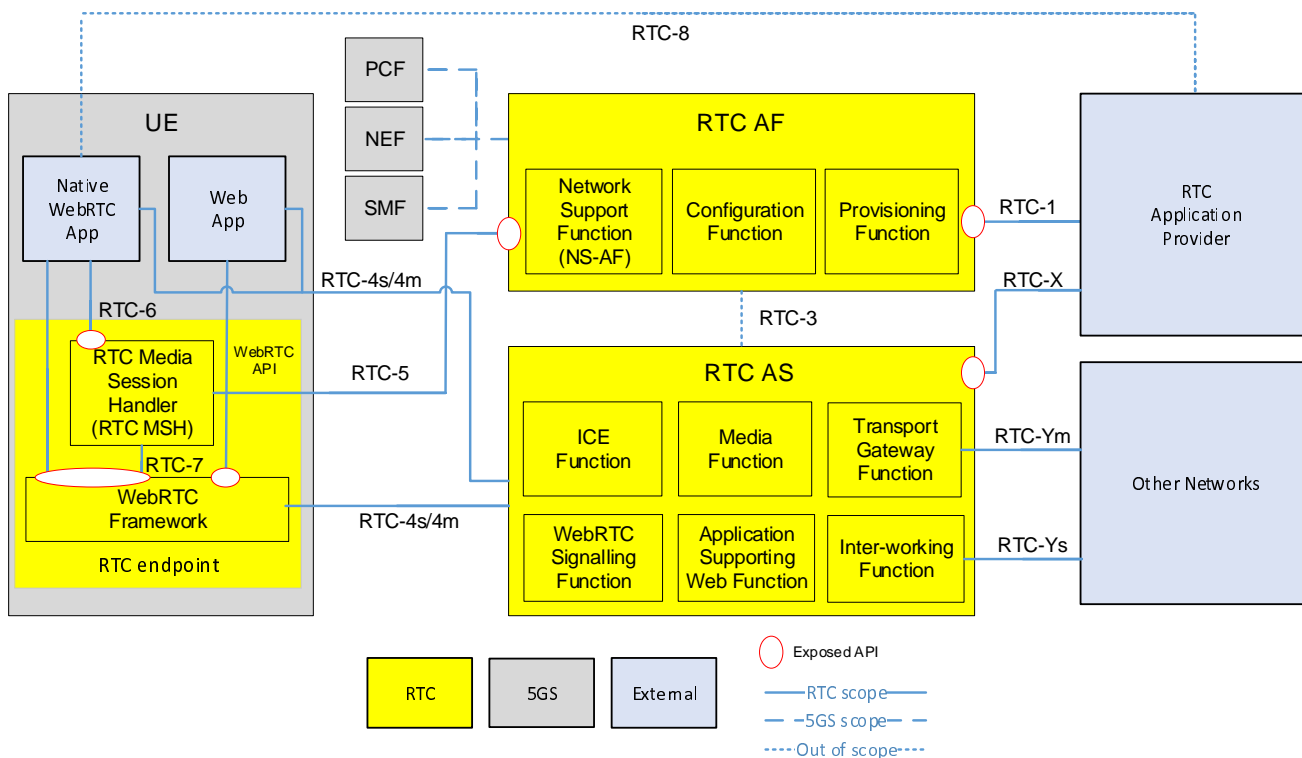 RTC-8
PCF
NEF
SMF
UE
Native
WebRTC
App
Web
App
RTC AF
Network
Support
Function
(NS-AF)
Configuration
Function
Provisioning
Function
RTC-1
RTC
Application
Provider
RTC-X
RTC-4s/4m
RTC-6
RTC-3
RTC Media
Session
Handler
(RTC MSH)
WebRTC
API
RTC-5
RTC-7
WebRTC
Framework
RTC endpoint
RTC-4s/4m
RTC AS
ICE
Function
Media
Function
Transport
Gateway
Function
WebRTC
Signalling
Function
Application
Supporting
Web Function
Inter-working
Function
RTC-Ym
RTC-Ys
Other Networks
RTC
5GS
External
Exposed API
RTC scope
5GS scope
Out of scope